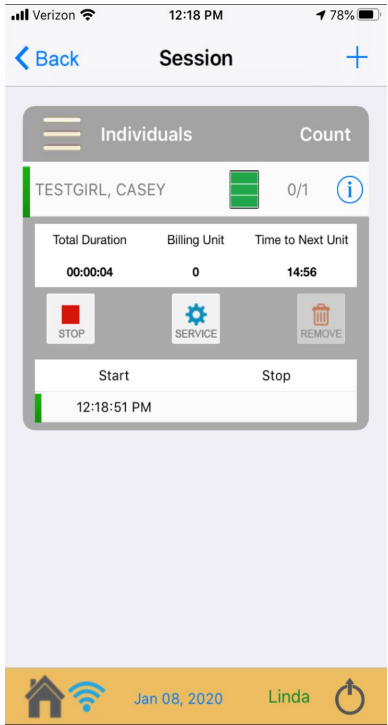 Verizon 12:18 PM 78%
Back Session +
Individuals Count
TESTGIRL, CASEY 0/1 i
Total Duration Billing Unit Time to Next Unit
00:00:04 0 14:56
STOP SERVICE REMOVE
Start Stop
12:18:51 PM
Jan 08, 2020 Linda